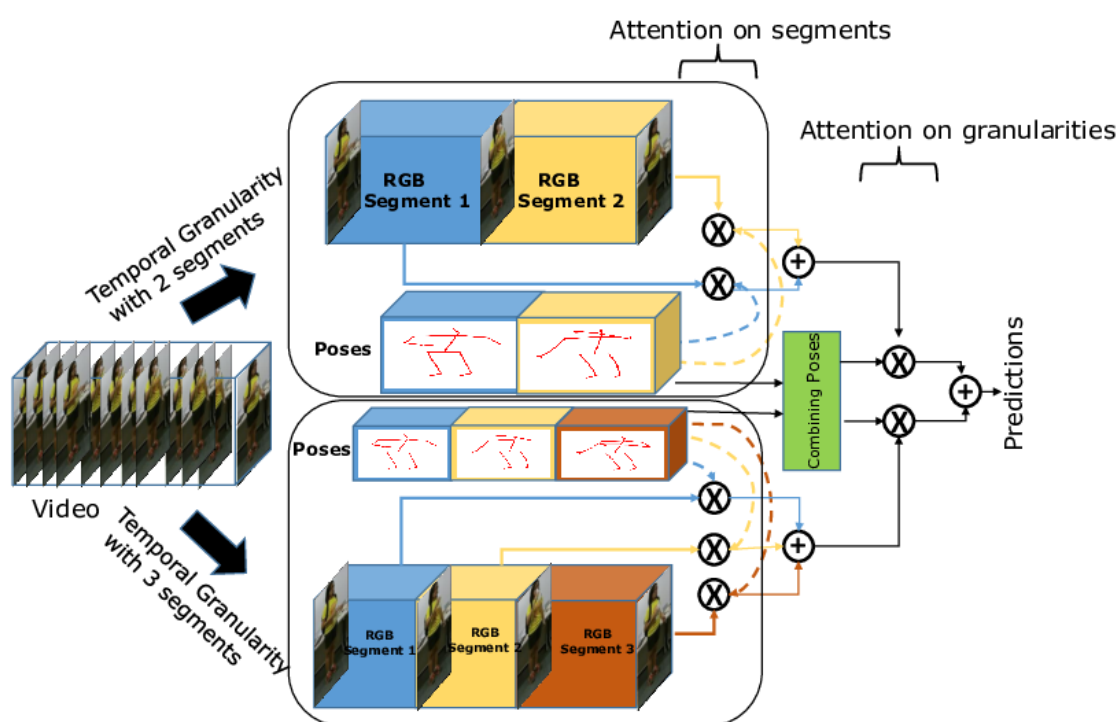 Attention on segments
Attention on granularities
Temporal Granularity
with 2 segments
RGB
Segment 1
RGB
Segment 2
X
X
+
Poses
Combining Poses
X
X
+
Predictions
Video
Poses
Temporal Granularity
with 3 segments
X
X
X
+
RGB
Segment 1
RGB
Segment 2
RGB
Segment 3